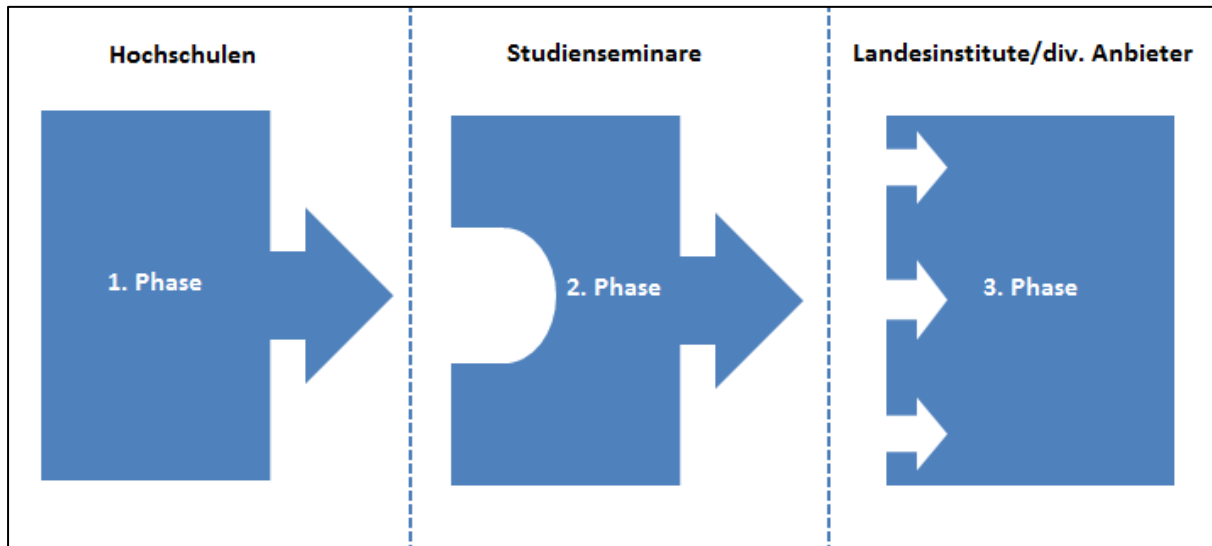 Hochschulen
Studienseminare
Landesinstitute/div. Anbieter
1. Phase
2. Phase
3. Phase